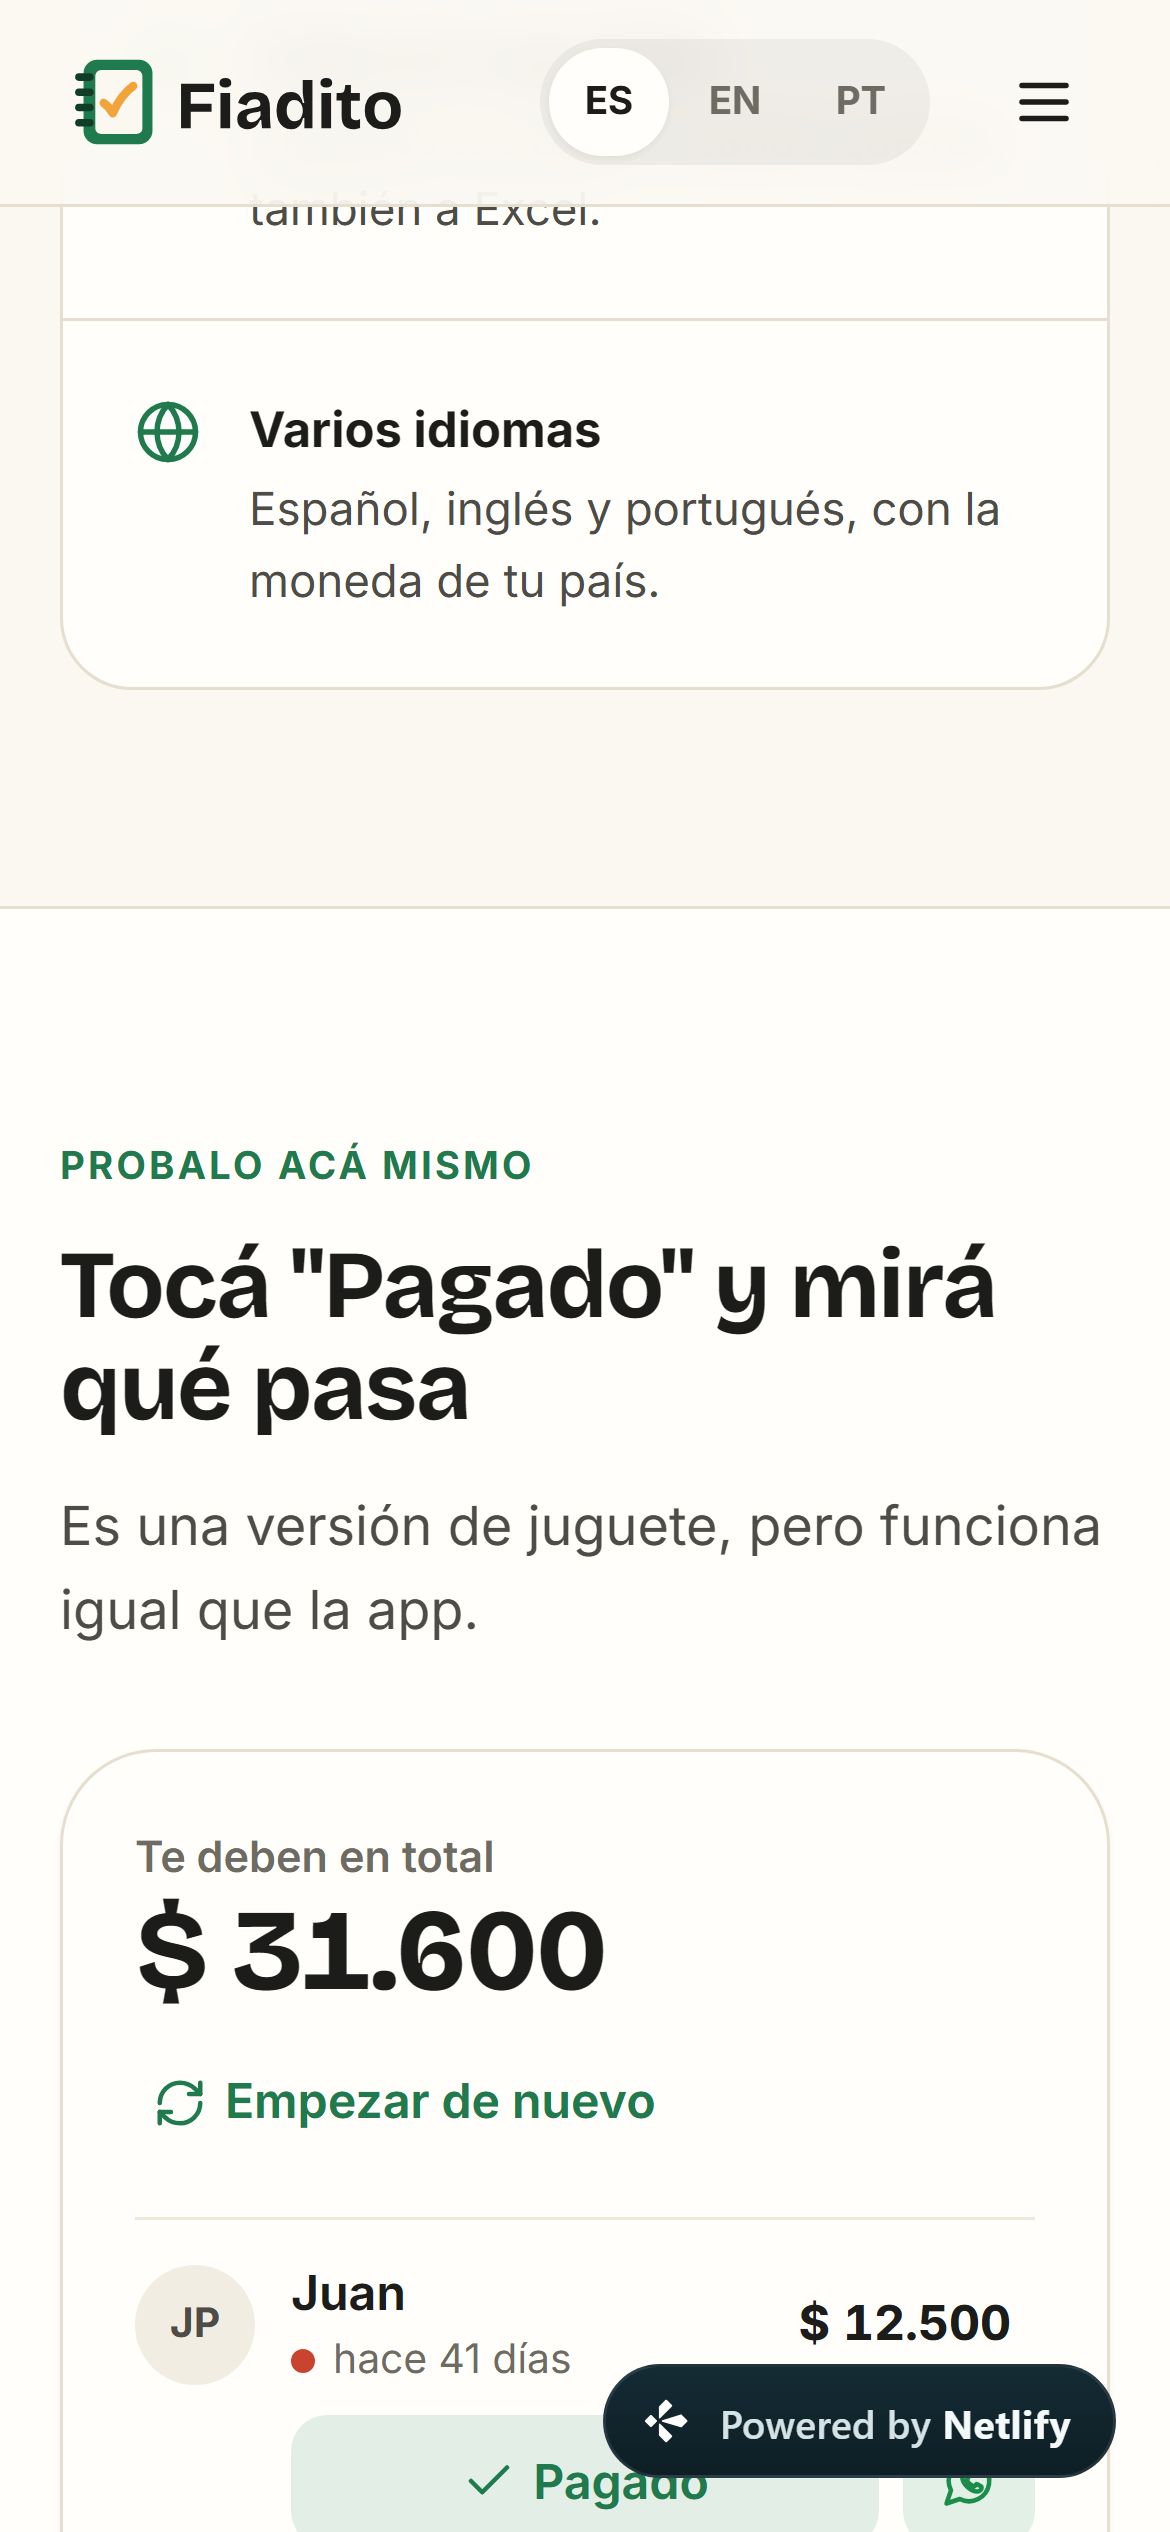 Fiadito
ES EN PT
también a Excel.
Varios idiomas
Español, inglés y portugués, con la
moneda de tu país.
PROBALO ACÁ MISMO
Tocá "Pagado" y mirá
qué pasa
Es una versión de juguete, pero funciona
igual que la app.
Te deben en total
$ 31.600
Empezar de nuevo
JP
Juan
hace 41 días
$ 12.500
Powered by Netlify
Pagado